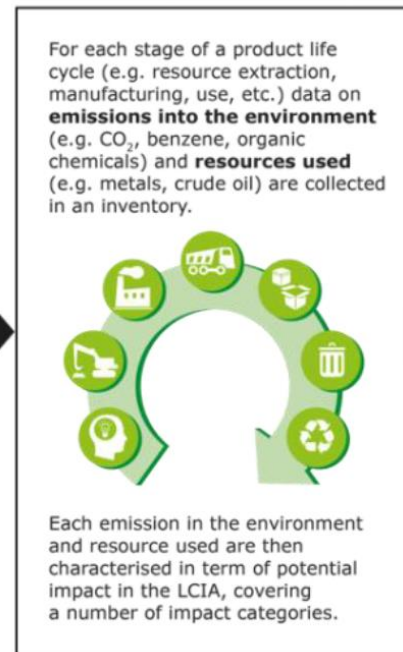 For each stage of a product life
cycle (e.g. resource extraction,
manufacturing, use, etc.) data on
emissions into the environment
(e.g. CO₂, benzene, organic
chemicals) and resources used
(e.g. metals, crude oil) are collected
in an inventory.
Each emission in the environment
and resource used are then
characterised in term of potential
impact in the LCIA, covering
a number of impact categories.